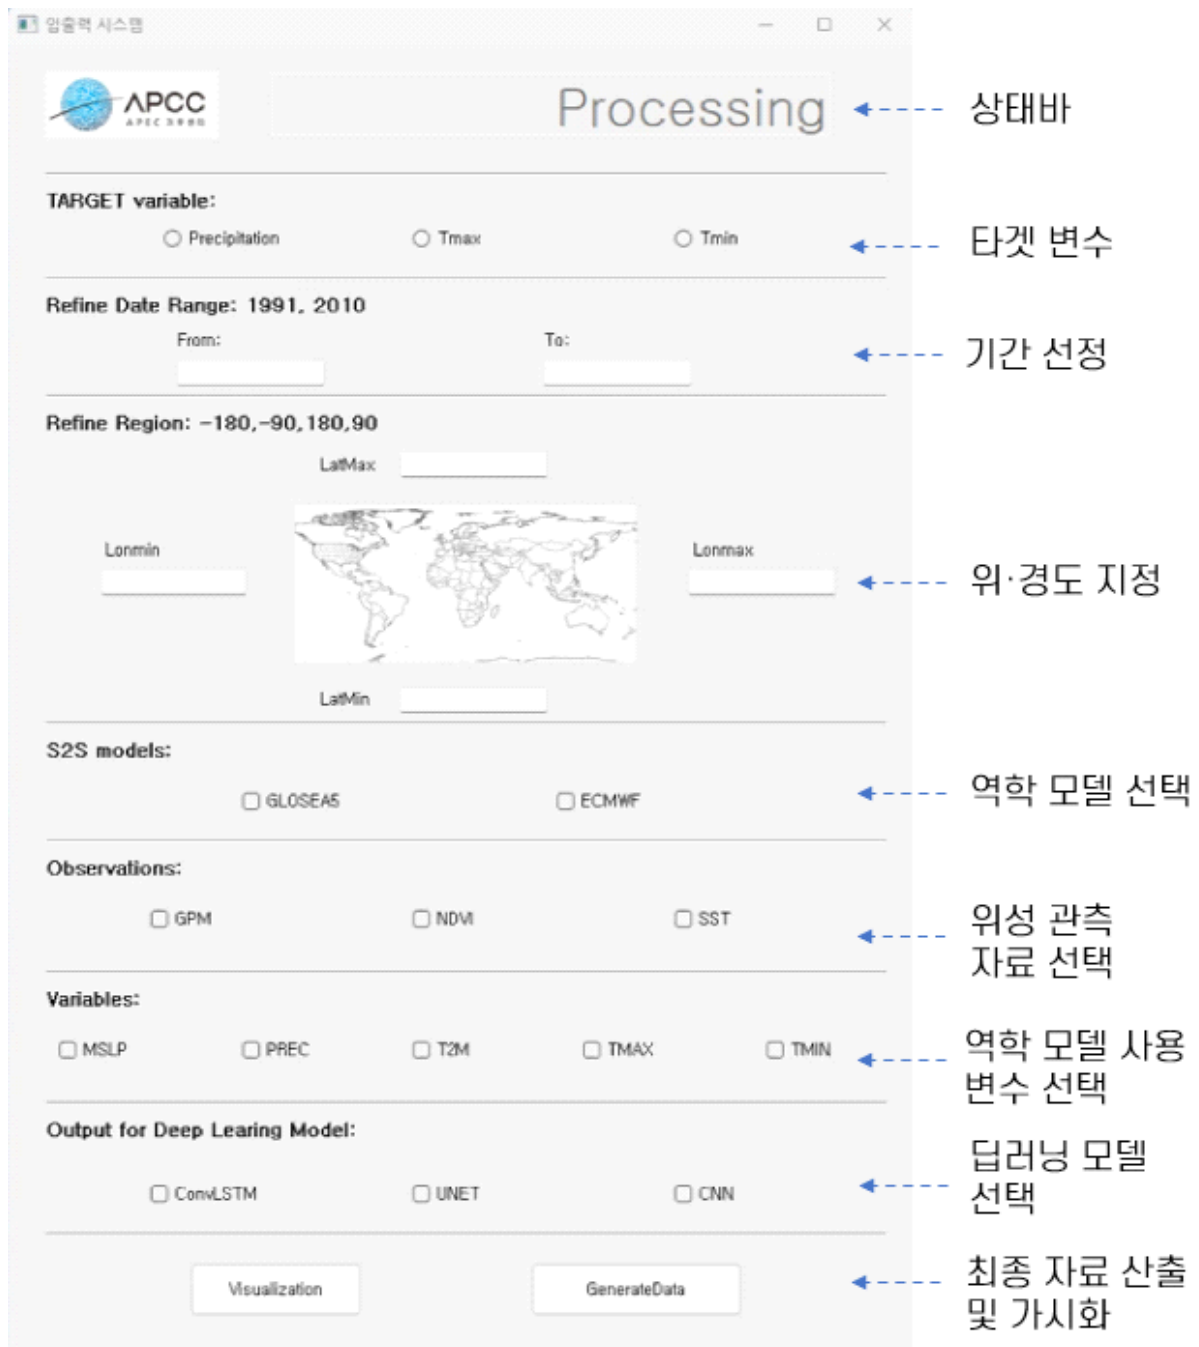 입출력 시스템
APCC
Processing
상태바
TARGET variable:
Precipitation Tmax Tmin
타겟 변수
Refine Date Range: 1991, 2010
From: To:
기간 선정
Refine Region: -180,-90,180,90
LatMax
Lonmin Lonmax
위·경도 지정
LatMin
S2S models:
GLOSEA5 ECMWF
역학 모델 선택
Observations:
GPM NDVI SST
위성 관측
자료 선택
Variables:
MSLP PREC T2M TMAX TMIN
역학 모델 사용
변수 선택
Output for Deep Learing Model:
ConvLSTM UNET CNN
딥러닝 모델
선택
Visualization GenerateData
최종 자료 산출
및 가시화